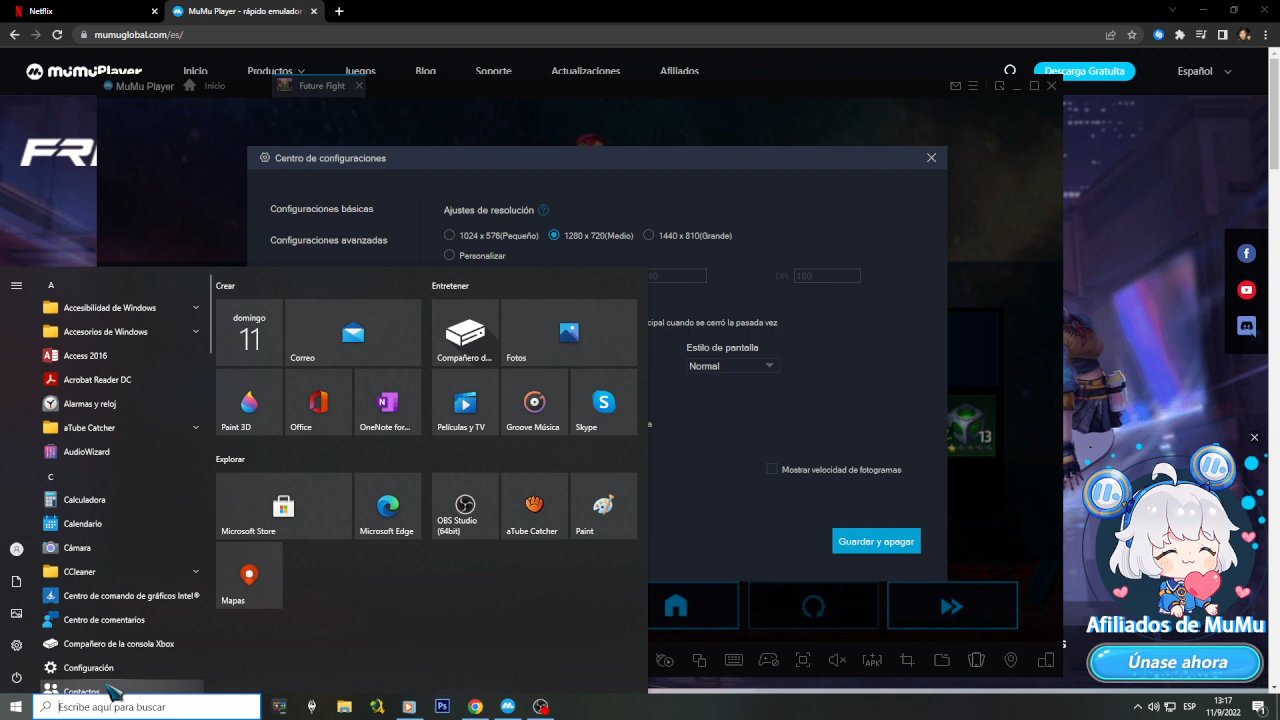 Netflix
MuMu Player - rápido emulador
mumuglobal.com/es/
MuMuPlayer
Inicio
Productos
Juegos
Blog
Soporte
Actualizaciones
Afiliados
Descarga Gratuita
Español
MuMu Player
Inicio
Future Fight
Centro de configuraciones
Configuraciones básicas
Configuraciones avanzadas
Ajustes de resolución
1024 x 576(Pequeño)
1280 x 720(Medio)
1440 x 810(Grande)
Personalizar
40
DPI
180
cipal cuando se cerró la pasada vez
Estilo de pantalla
Normal
a
Mostrar velocidad de fotogramas
Guardar y apagar
13
A
Accesibilidad de Windows
Accesorios de Windows
Access 2016
Acrobat Reader DC
Alarmas y reloj
aTube Catcher
AudioWizard
C
Calculadora
Calendario
Cámara
CCleaner
Centro de comando de gráficos Intel®
Centro de comentarios
Compañero de la consola Xbox
Configuración
Contactos
Crear
domingo
11
Correo
Paint 3D
Office
OneNote for...
Entretener
Compañero d...
Fotos
Películas y TV
Groove Música
Skype
Explorar
Microsoft Store
Microsoft Edge
OBS Studio
(64bit)
aTube Catcher
Paint
Mapas
Afiliados de MuMu
Únase ahora
Escribe aquí para buscar
ESP
13:17
11/9/2022